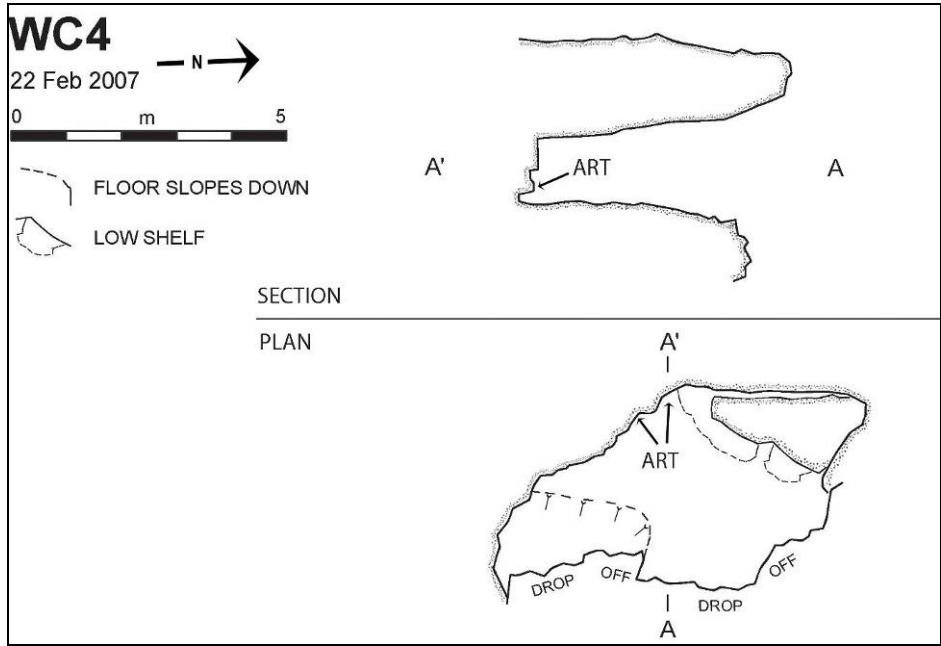 WC4
N
22 Feb 2007
0 m 5
FLOOR SLOPES DOWN
LOW SHELF
A'
ART
A
SECTION
PLAN
A'
ART
DROP OFF
DROP OFF
A